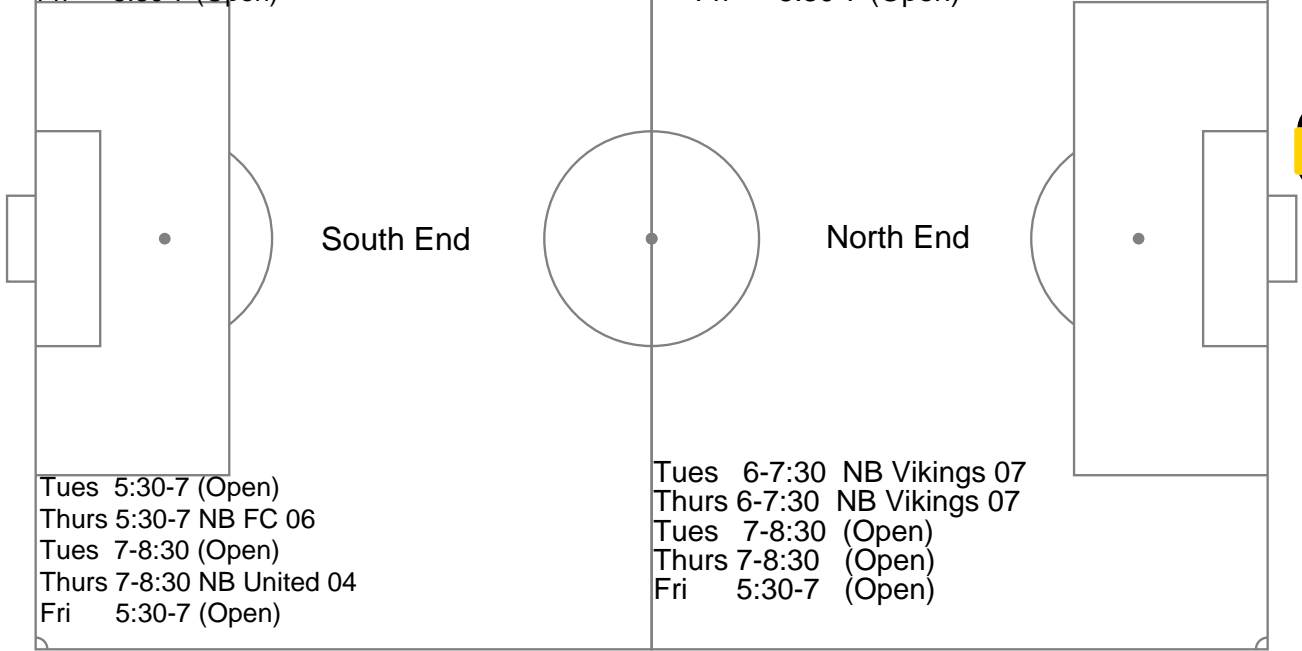 (Open)
(Open)
South End
North End
Tues 5:30-7 (Open)
Thurs 5:30-7 NB FC 06
Tues 7-8:30 (Open)
Thurs 7-8:30 NB United 04
Fri 5:30-7 (Open)
Tues 6-7:30 NB Vikings 07
Thurs 6-7:30 NB Vikings 07
Tues 7-8:30 (Open)
Thurs 7-8:30 (Open)
Fri 5:30-7 (Open)